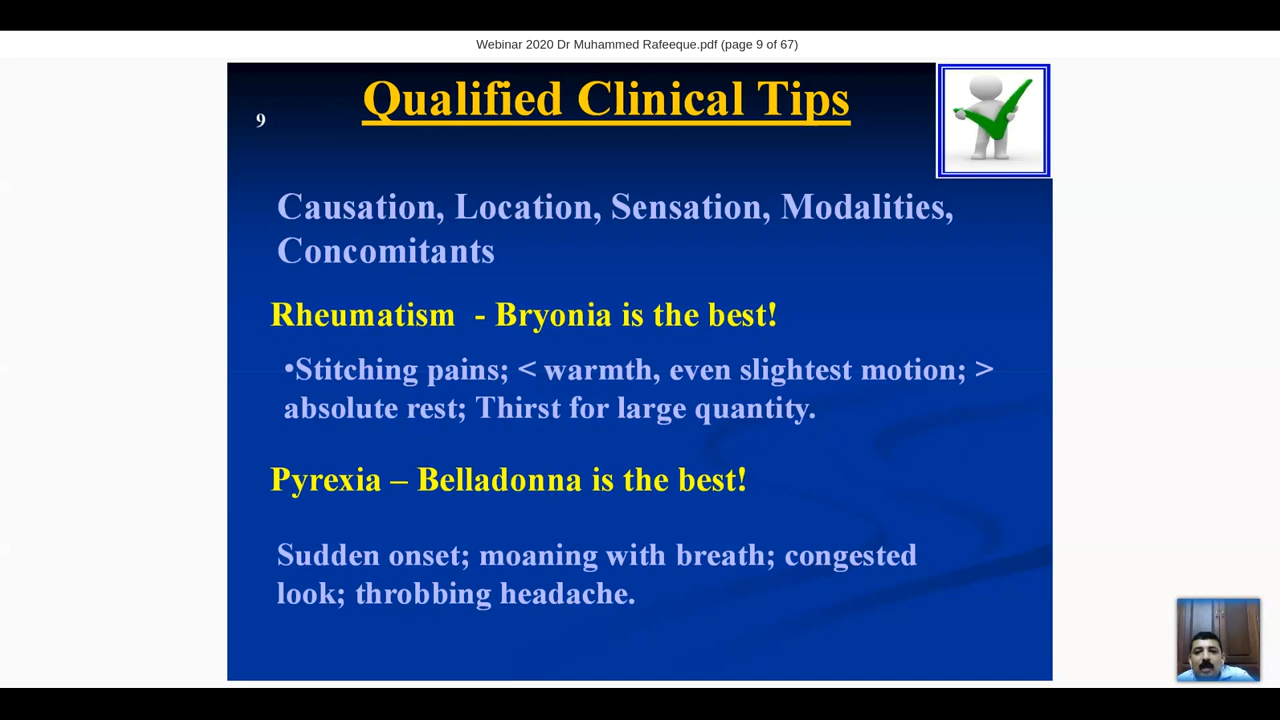 Webinar 2020 Dr Muhammed Rafeeque.pdf (page 9 of 67)
Qualified Clinical Tips
9
Causation, Location, Sensation, Modalities,
Concomitants
Rheumatism - Bryonia is the best!
•Stitching pains; < warmth, even slightest motion; >
absolute rest; Thirst for large quantity.
Pyrexia – Belladonna is the best!
Sudden onset; moaning with breath; congested
look; throbbing headache.